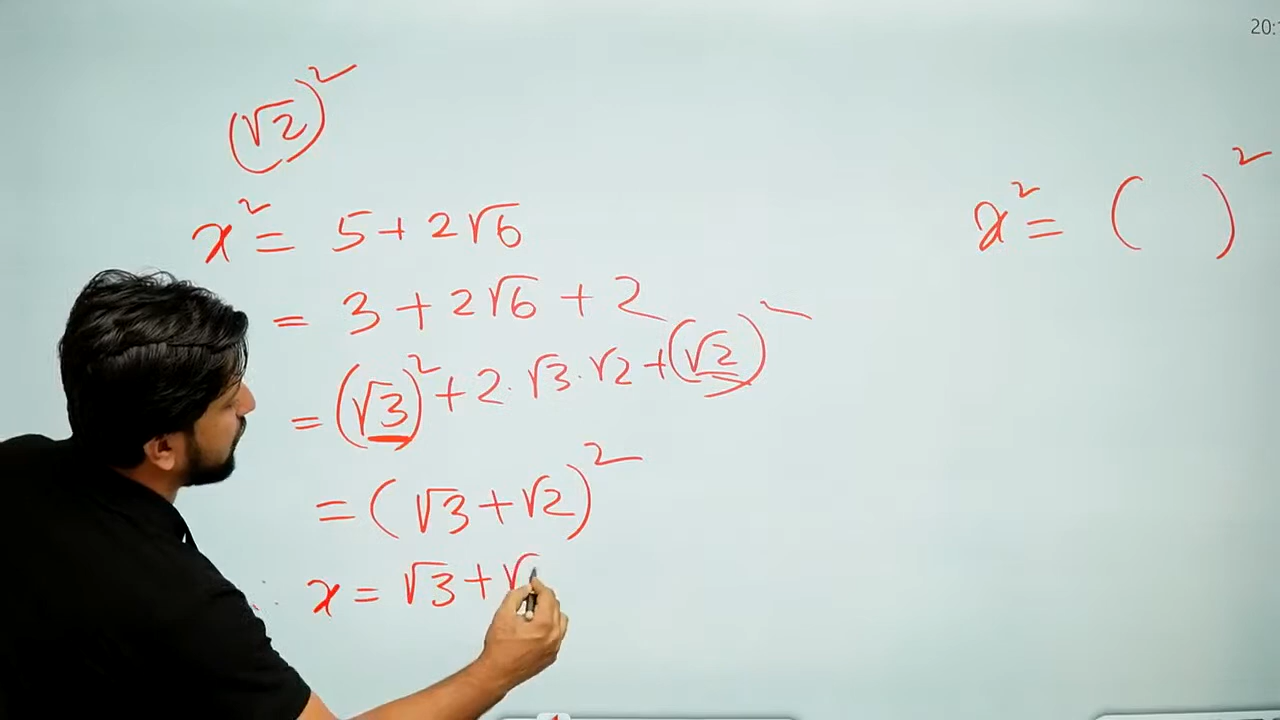 20:
(√2)²
x² = 5 + 2√6
= 3 + 2√6 + 2
= (√3)² + 2·√3·√2 + (√2)²
= (√3 + √2)²
∴ x = √3 + √
x² = ( )²